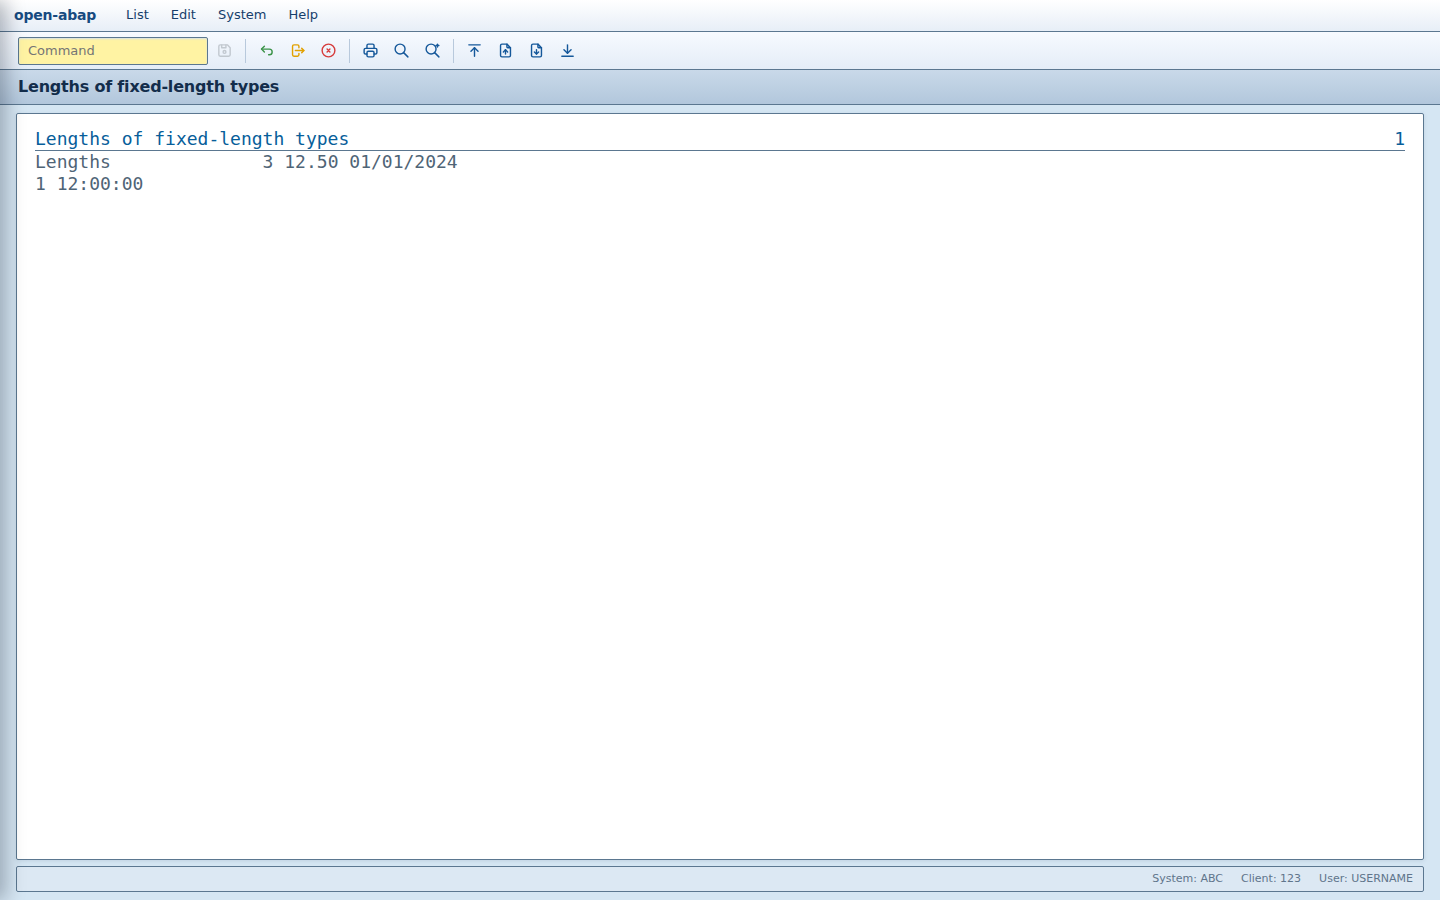 open-abap List Edit System Help
Command
Lengths of fixed-length types
Lengths of fixed-length types 1
Lengths              3 12.50 01/01/2024
1 12:00:00
System: ABC Client: 123 User: USERNAME